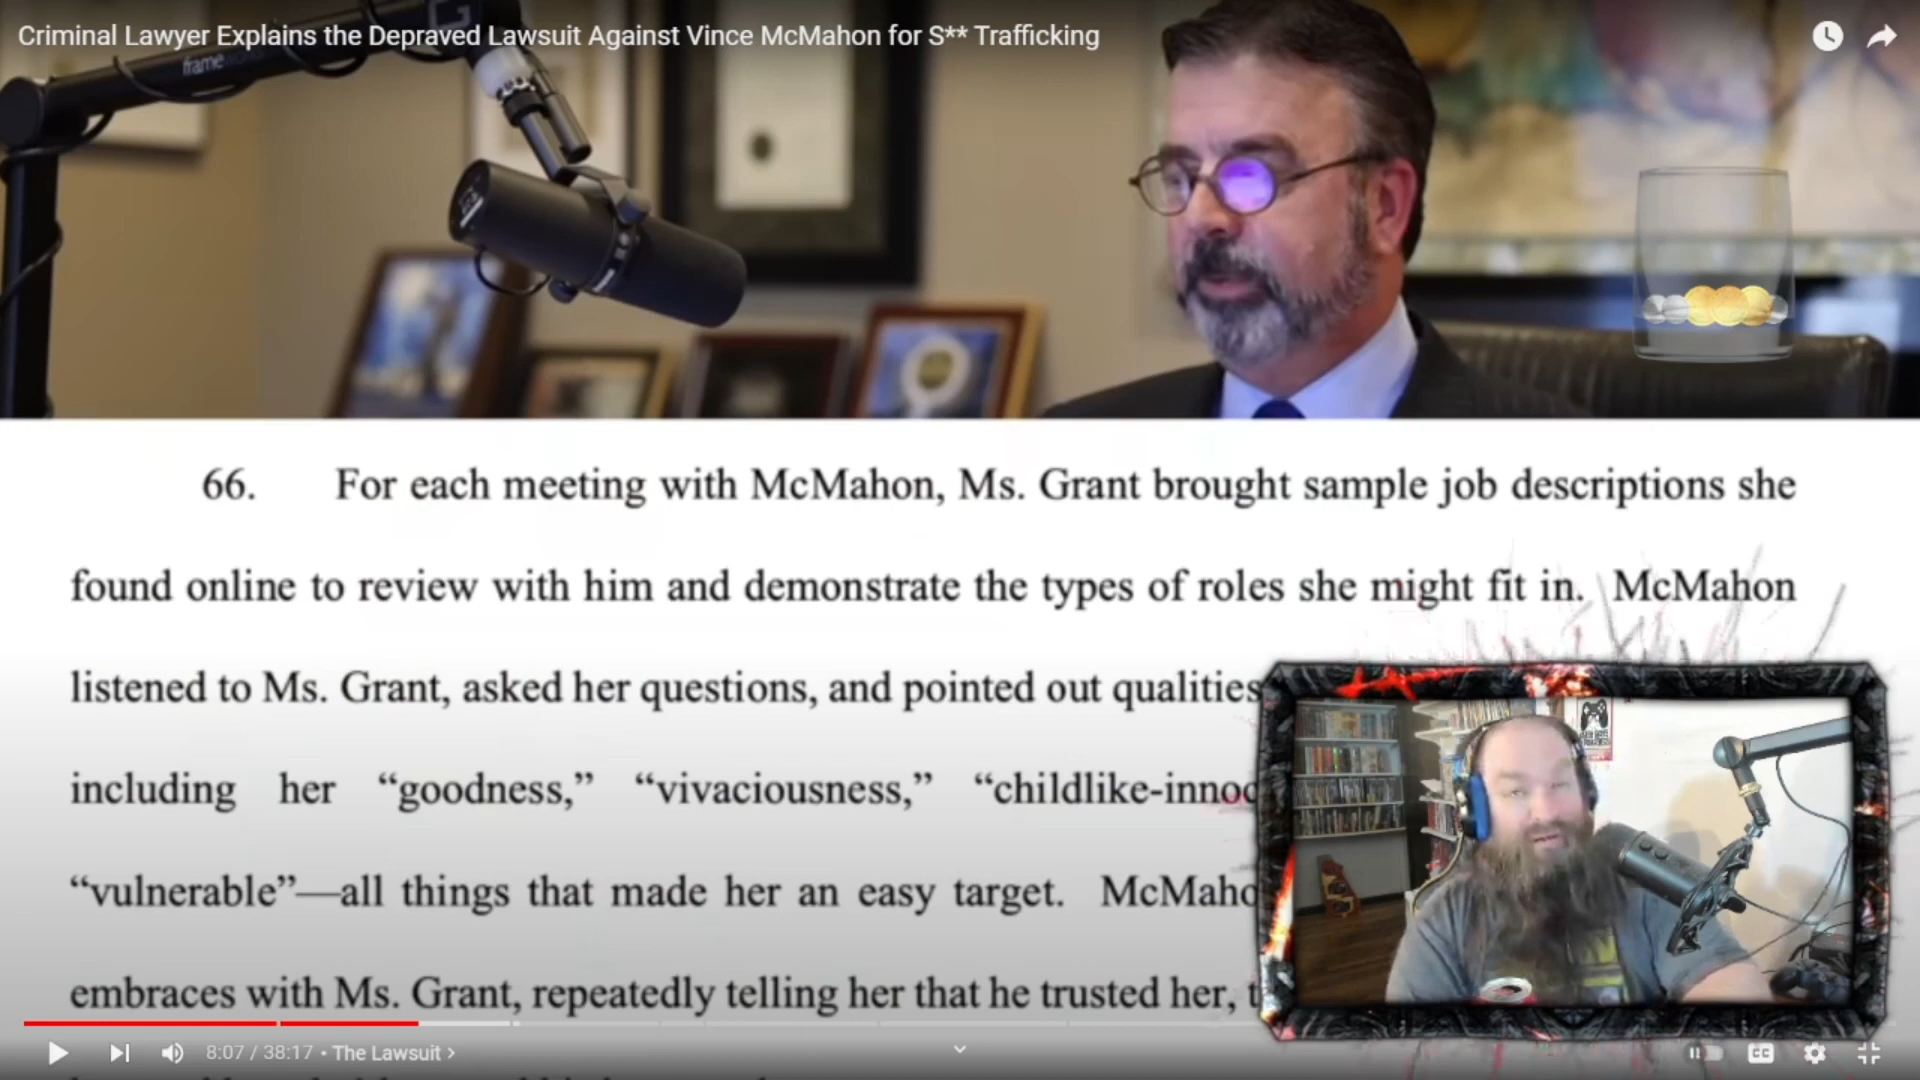 Criminal Lawyer Explains the Depraved Lawsuit Against Vince McMahon for S** Trafficking
frame
66. For each meeting with McMahon, Ms. Grant brought sample job descriptions she
found online to review with him and demonstrate the types of roles she might fit in. McMahon
listened to Ms. Grant, asked her questions, and pointed out qualities
including her “goodness,” “vivaciousness,” “childlike-innoc
“vulnerable”—all things that made her an easy target. McMaho
embraces with Ms. Grant, repeatedly telling her that he trusted her, t
8:07 / 38:17 • The Lawsuit >
CC